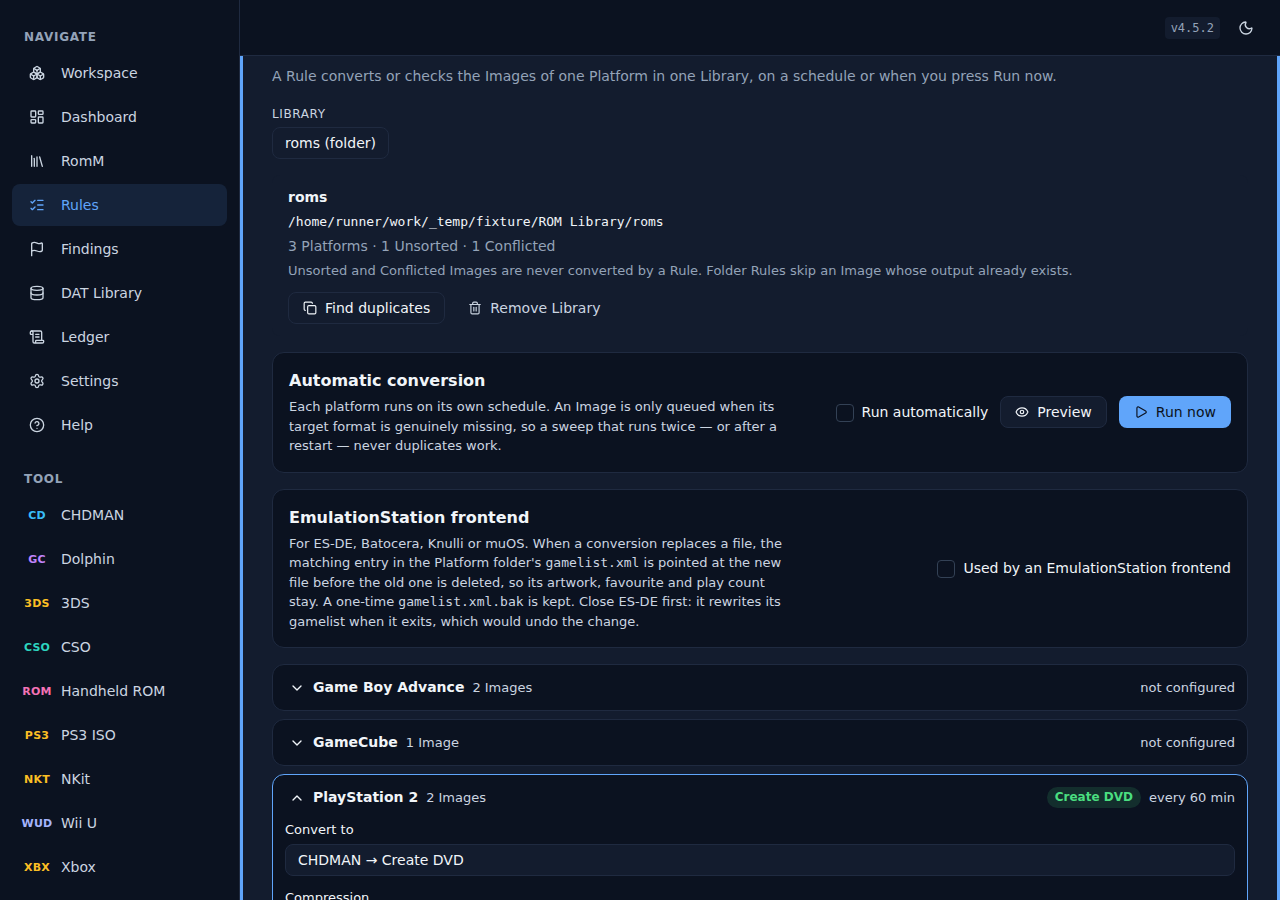 NAVIGATE
Workspace
Dashboard
RomM
Rules
Findings
DAT Library
Ledger
Settings
Help
TOOL
CD CHDMAN
GC Dolphin
3DS 3DS
CSO CSO
ROM Handheld ROM
PS3 PS3 ISO
NKT NKit
WUD Wii U
XBX Xbox
v4.5.2
A Rule converts or checks the Images of one Platform in one Library, on a schedule or when you press Run now.
LIBRARY
roms (folder)
roms
/home/runner/work/_temp/fixture/ROM Library/roms
3 Platforms · 1 Unsorted · 1 Conflicted
Unsorted and Conflicted Images are never converted by a Rule. Folder Rules skip an Image whose output already exists.
Find duplicates
Remove Library
Automatic conversion
Each platform runs on its own schedule. An Image is only queued when its
target format is genuinely missing, so a sweep that runs twice — or after a
restart — never duplicates work.
Run automatically
Preview
Run now
EmulationStation frontend
For ES-DE, Batocera, Knulli or muOS. When a conversion replaces a file, the
matching entry in the Platform folder's gamelist.xml is pointed at the new
file before the old one is deleted, so its artwork, favourite and play count
stay. A one-time gamelist.xml.bak is kept. Close ES-DE first: it rewrites its
gamelist when it exits, which would undo the change.
Used by an EmulationStation frontend
Game Boy Advance 2 Images not configured
GameCube 1 Image not configured
PlayStation 2 2 Images Create DVD every 60 min
Convert to
CHDMAN → Create DVD
Compression